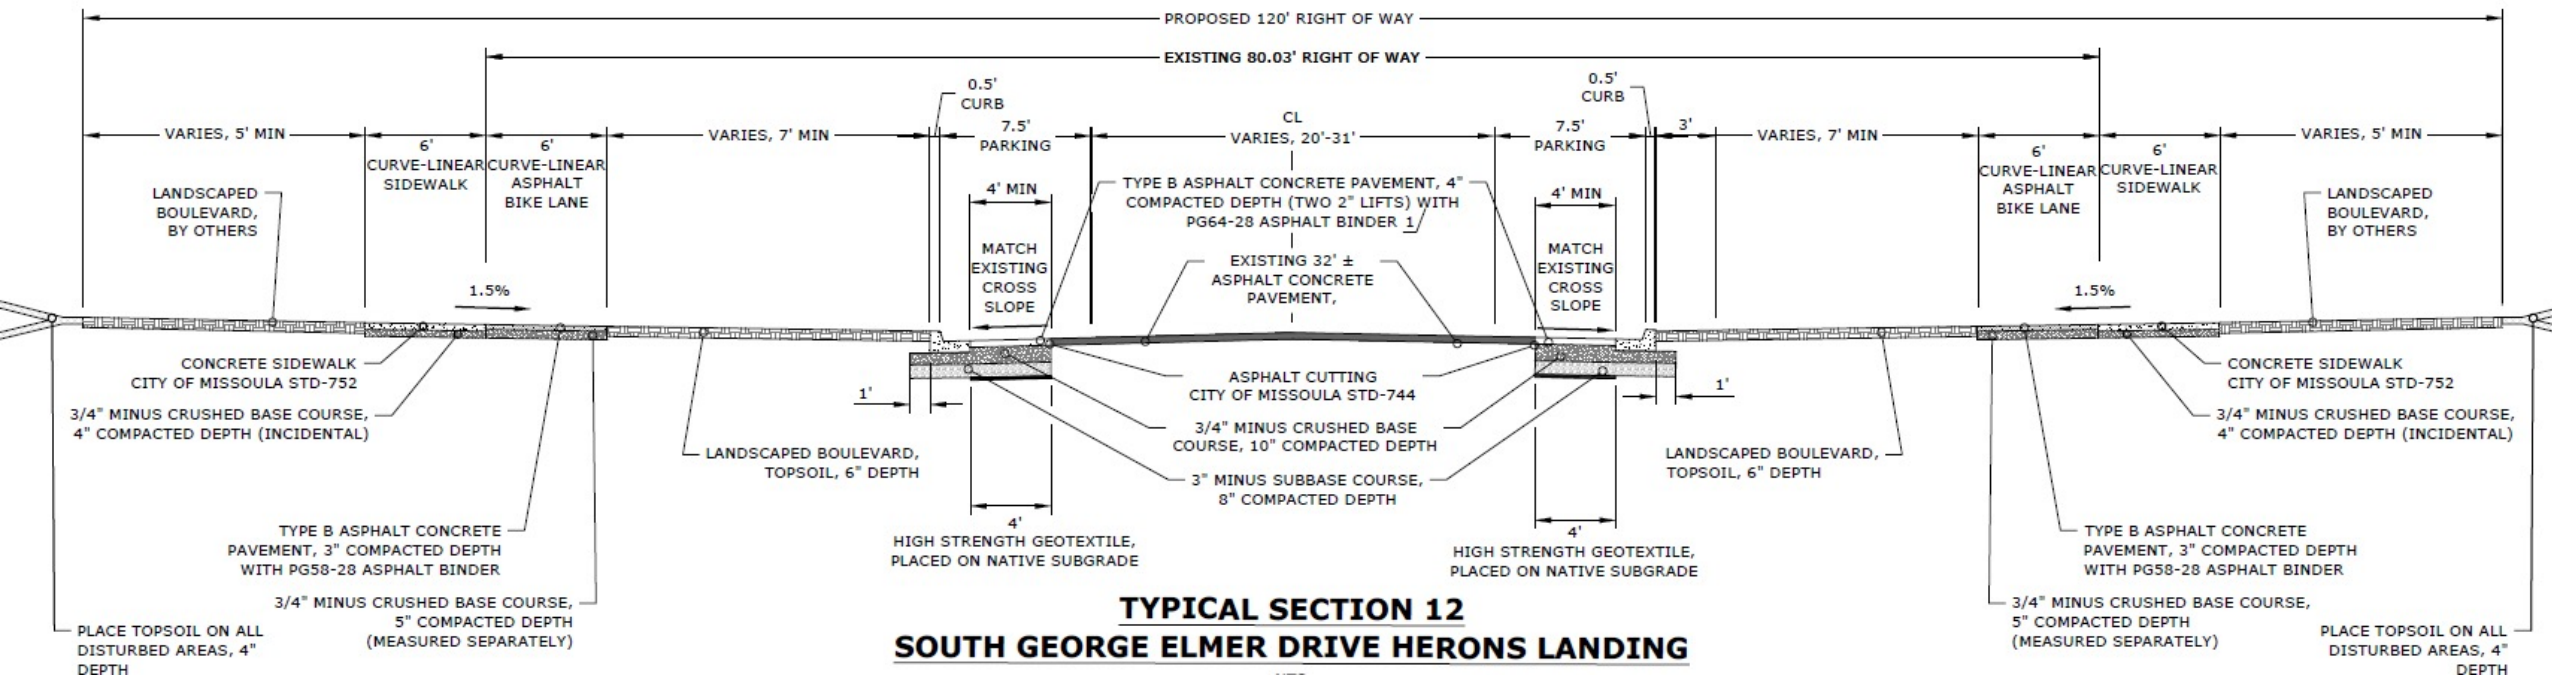 PROPOSED 120' RIGHT OF WAY
EXISTING 80.03' RIGHT OF WAY
VARIES, 5' MIN
6'
CURVE-LINEAR
SIDEWALK
6'
CURVE-LINEAR
ASPHALT
BIKE LANE
VARIES, 7' MIN
0.5'
CURB
7.5'
PARKING
CL
VARIES, 20'-31'
7.5'
PARKING
0.5'
CURB
3'
VARIES, 7' MIN
6'
CURVE-LINEAR
ASPHALT
BIKE LANE
6'
CURVE-LINEAR
SIDEWALK
VARIES, 5' MIN
LANDSCAPED
BOULEVARD,
BY OTHERS
1.5%
4' MIN
MATCH
EXISTING
CROSS
SLOPE
TYPE B ASPHALT CONCRETE PAVEMENT, 4"
COMPACTED DEPTH (TWO 2" LIFTS) WITH
PG64-28 ASPHALT BINDER 1
EXISTING 32' ±
ASPHALT CONCRETE
PAVEMENT,
4' MIN
MATCH
EXISTING
CROSS
SLOPE
1.5%
LANDSCAPED
BOULEVARD,
BY OTHERS
CONCRETE SIDEWALK
CITY OF MISSOULA STD-752
3/4" MINUS CRUSHED BASE COURSE,
4" COMPACTED DEPTH (INCIDENTAL)
1'
ASPHALT CUTTING
CITY OF MISSOULA STD-744
3/4" MINUS CRUSHED BASE
COURSE, 10" COMPACTED DEPTH
3" MINUS SUBBASE COURSE,
8" COMPACTED DEPTH
1'
CONCRETE SIDEWALK
CITY OF MISSOULA STD-752
3/4" MINUS CRUSHED BASE COURSE,
4" COMPACTED DEPTH (INCIDENTAL)
LANDSCAPED BOULEVARD,
TOPSOIL, 6" DEPTH
LANDSCAPED BOULEVARD,
TOPSOIL, 6" DEPTH
TYPE B ASPHALT CONCRETE
PAVEMENT, 3" COMPACTED DEPTH
WITH PG58-28 ASPHALT BINDER
4'
HIGH STRENGTH GEOTEXTILE,
PLACED ON NATIVE SUBGRADE
4'
HIGH STRENGTH GEOTEXTILE,
PLACED ON NATIVE SUBGRADE
TYPE B ASPHALT CONCRETE
PAVEMENT, 3" COMPACTED DEPTH
WITH PG58-28 ASPHALT BINDER
3/4" MINUS CRUSHED BASE COURSE,
5" COMPACTED DEPTH
(MEASURED SEPARATELY)
3/4" MINUS CRUSHED BASE COURSE,
5" COMPACTED DEPTH
(MEASURED SEPARATELY)
PLACE TOPSOIL ON ALL
DISTURBED AREAS, 4"
DEPTH
PLACE TOPSOIL ON ALL
DISTURBED AREAS, 4"
DEPTH
TYPICAL SECTION 12
SOUTH GEORGE ELMER DRIVE HERONS LANDING